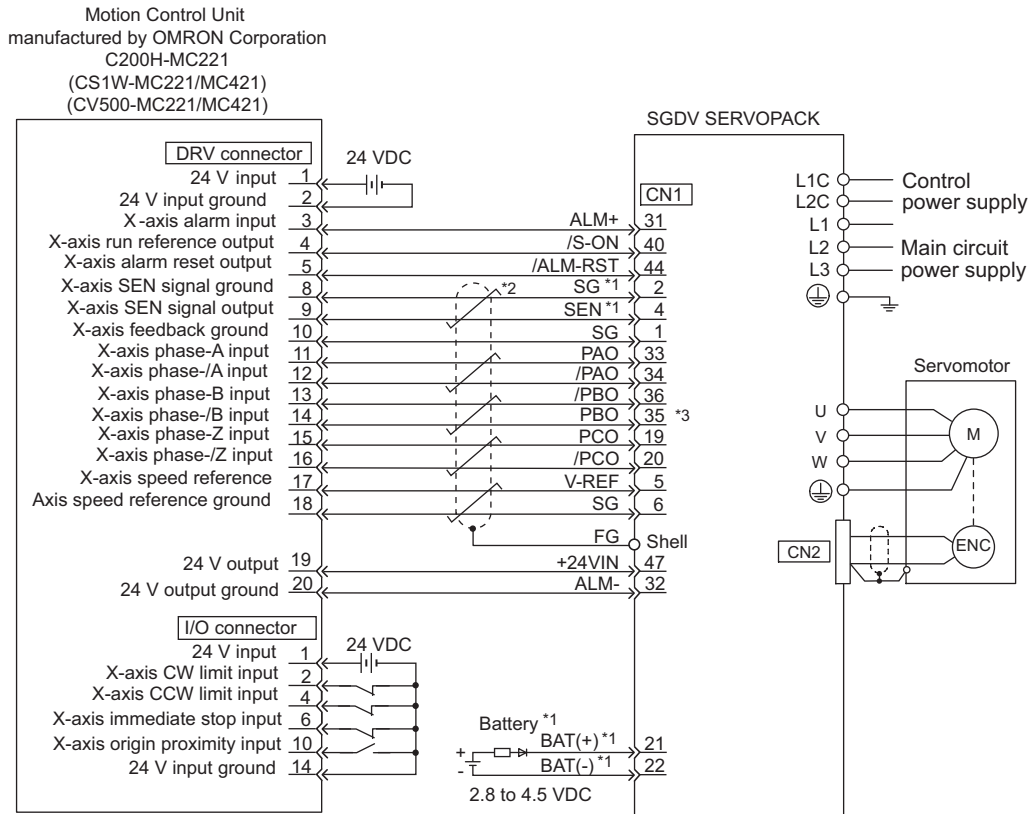 Motion Control Unit
manufactured by OMRON Corporation
C200H-MC221
(CS1W-MC221/MC421)
(CV500-MC221/MC421)
SGDV SERVOPACK
DRV connector
24 VDC
CN1
24 V input 1
24 V input ground 2
X-axis alarm input 3 ALM+ 31
X-axis run reference output 4 /S-ON 40
X-axis alarm reset output 5 /ALM-RST 44
X-axis SEN signal ground 8 *2 SG *1 2
X-axis SEN signal output 9 SEN *1 4
X-axis feedback ground 10 SG 1
X-axis phase-A input 11 PAO 33
X-axis phase-/A input 12 /PAO 34
X-axis phase-B input 13 /PBO 36
X-axis phase-/B input 14 PBO 35 *3
X-axis phase-Z input 15 PCO 19
X-axis phase-/Z input 16 /PCO 20
X-axis speed reference 17 V-REF 5
Axis speed reference ground 18 SG 6
FG Shell
24 V output 19 +24VIN 47
24 V output ground 20 ALM- 32
I/O connector
24 VDC
24 V input 1
X-axis CW limit input 2
X-axis CCW limit input 4
X-axis immediate stop input 6
X-axis origin proximity input 10
24 V input ground 14
Battery *1
+ BAT(+) *1 21
- BAT(-) *1 22
2.8 to 4.5 VDC
L1C
L2C
Control
power supply
L1
L2
L3
Main circuit
power supply
Servomotor
U
V
W
M
CN2
ENC